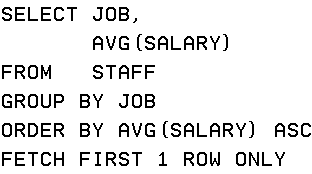 SELECT JOB,
       AVG(SALARY)
FROM   STAFF
GROUP BY JOB
ORDER BY AVG(SALARY) ASC
FETCH FIRST 1 ROW ONLY